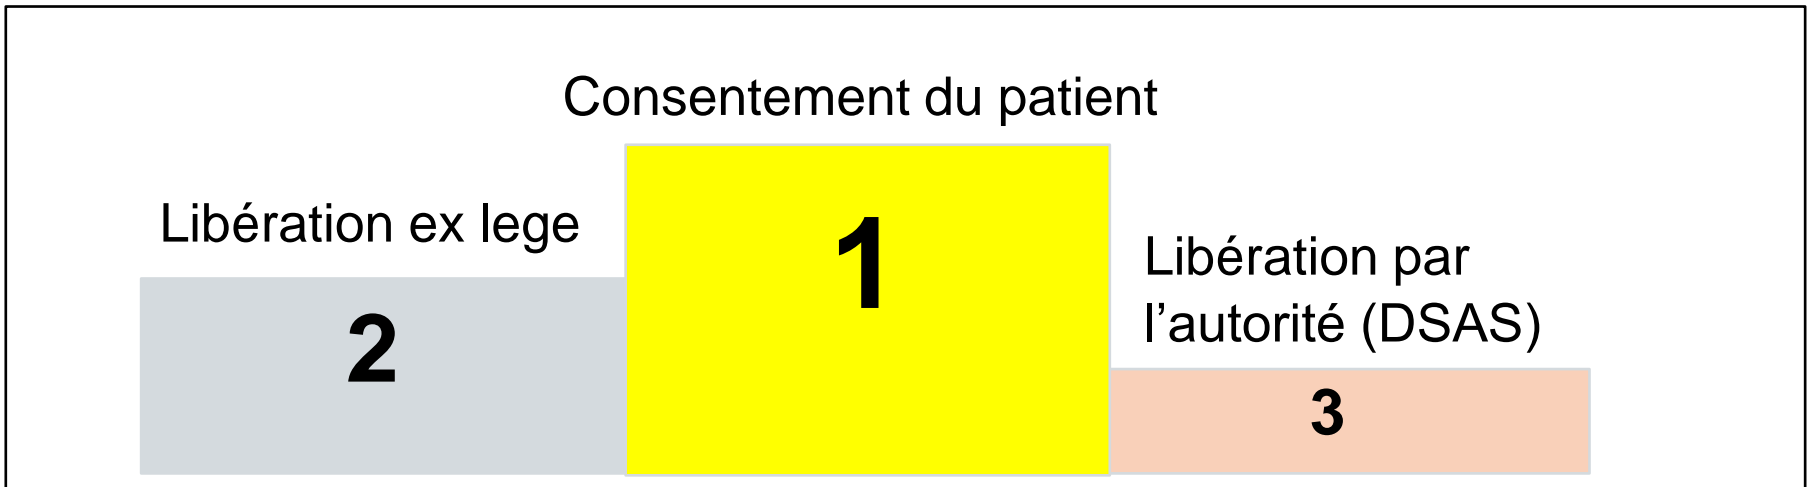 Consentement du patient
Libération ex lege
1
Libération par
l’autorité (DSAS)
2
3